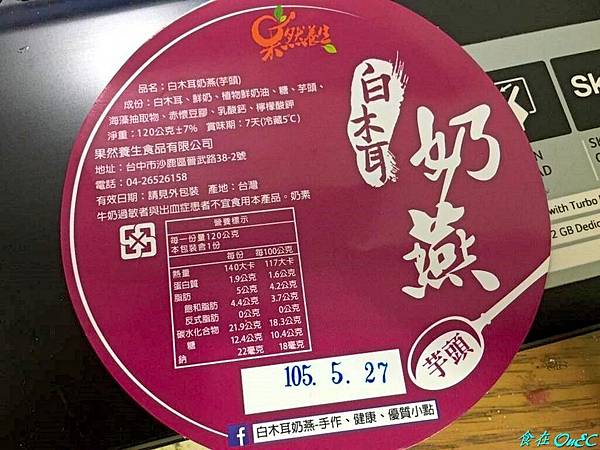 果然養生
品名：白木耳奶燕(芋頭)
成份：白木耳、鮮奶、植物鮮奶油、糖、芋頭、
海藻抽取物、赤槐豆膠、乳酸鈣、檸檬酸鉀
淨重：120公克±7% 賞味期：7天(冷藏5℃)
果然養生食品有限公司
地址：台中市沙鹿區晉武路38-2號
電話：04-26526158
有效日期：請見外包裝 產地：台灣
牛奶過敏者與出血症患者不宜食用本產品。奶素
營養標示
每一份量120公克
本包裝含1份
每份 每100公克
熱量 140大卡 117大卡
蛋白質 1.9公克 1.6公克
脂肪 5公克 4.2公克
飽和脂肪 4.4公克 3.7公克
反式脂肪 0公克 0公克
碳水化合物 21.9公克 18.3公克
糖 12.4公克 10.4公克
鈉 22毫克 18毫克
白木耳
奶燕
芋頭
105. 5. 27
白木耳奶燕-手作、健康、優質小點
SK
with Turbo
2 GB Dedic
食在 OnEC